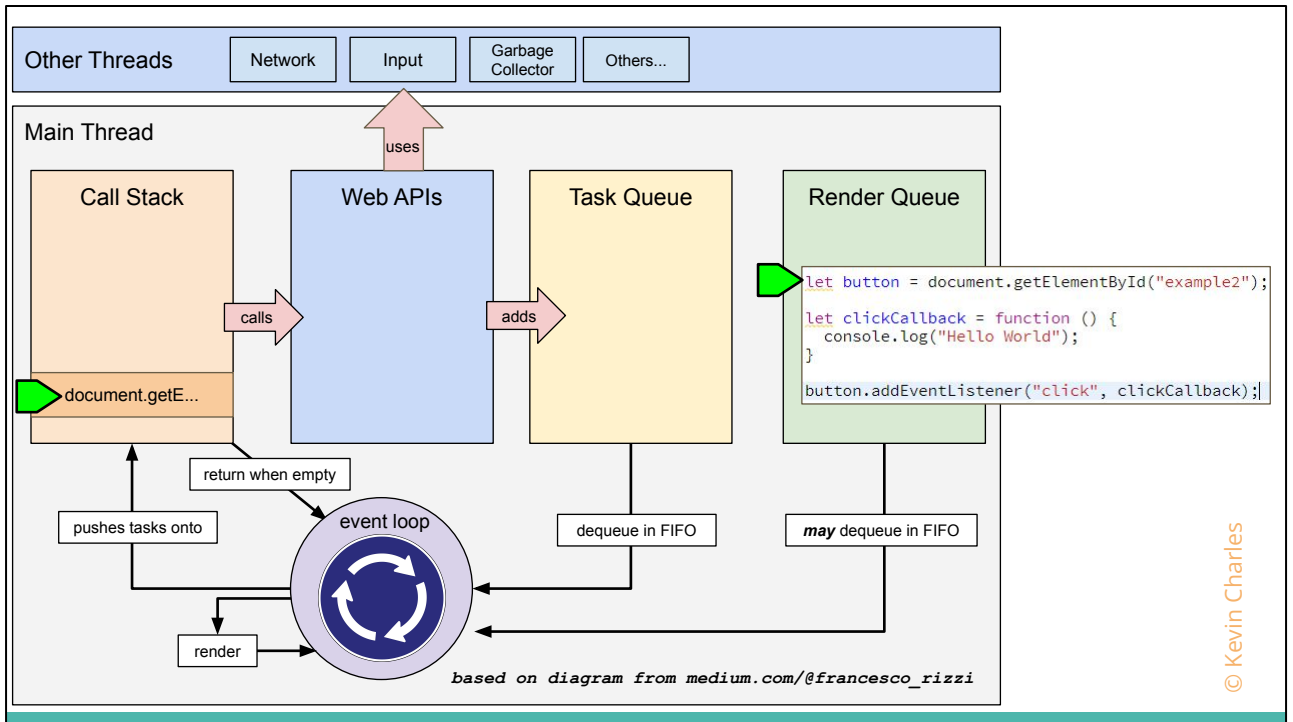 Other Threads
Network
Input
Garbage
Collector
Others...
Main Thread
uses
Call Stack
Web APIs
Task Queue
Render Queue
let button = document.getElementById("example2");
let clickCallback = function () {
  console.log("Hello World");
}
button.addEventListener("click", clickCallback);
calls
adds
document.getE...
return when empty
pushes tasks onto
event loop
dequeue in FIFO
may dequeue in FIFO
render
based on diagram from medium.com/@francesco_rizzi
© Kevin Charles